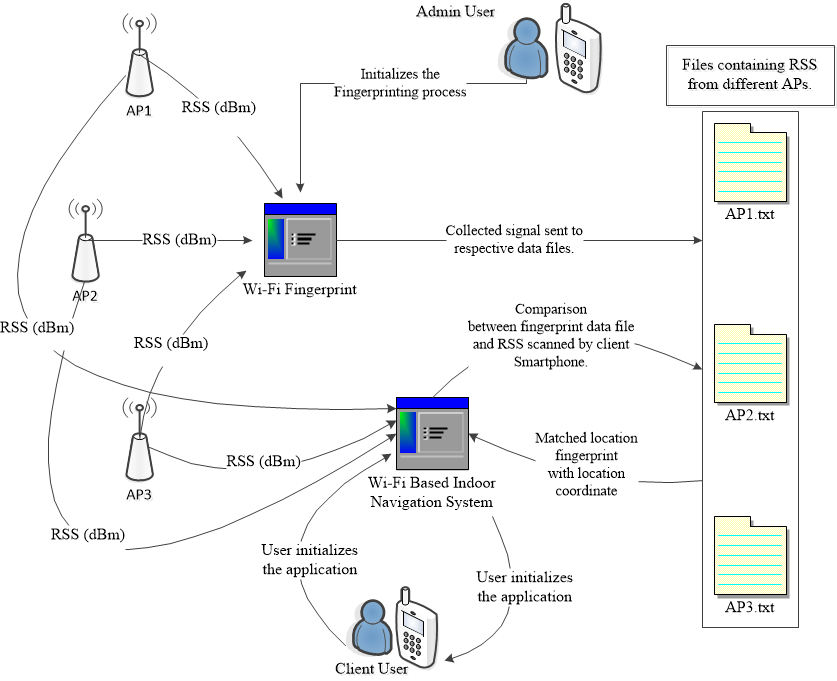 Admin User
Initializes the
Fingerprinting process
Files containing RSS
from different APs.
AP1
RSS (dBm)
AP1.txt
RSS (dBm)
AP2
Collected signal sent to
respective data files.
Wi-Fi Fingerprint
RSS (dBm)
RSS (dBm)
Comparison
between fingerprint data file
and RSS scanned by client
Smartphone.
AP2.txt
AP3
RSS (dBm)
Matched location
fingerprint
with location
coordinate
Wi-Fi Based Indoor
Navigation System
RSS (dBm)
User initializes
the application
User initializes
the application
AP3.txt
Client User